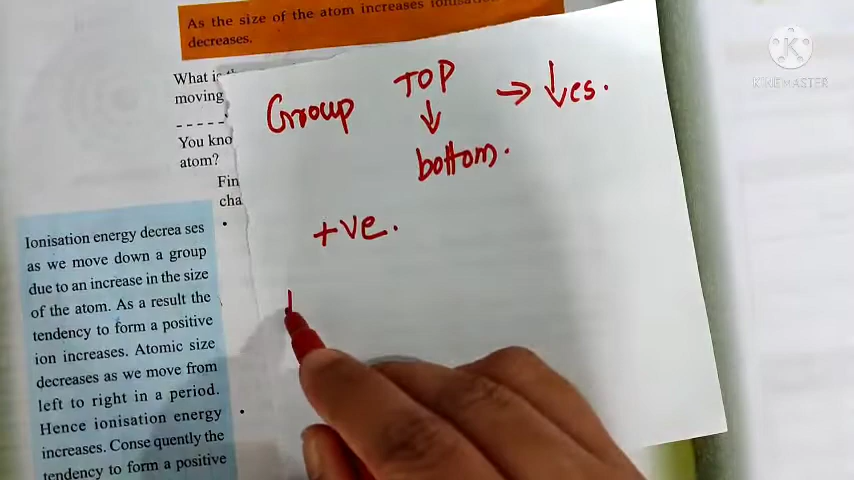 As the size of the atom increases ionisation
decreases.
What is the
moving
-----
You kno
atom?
Fin
cha
Group TOP → ↓es.
↓
bottom.
+ve.
Ionisation energy decrea ses
as we move down a group
due to an increase in the size
of the atom. As a result the
tendency to form a positive
ion increases. Atomic size
decreases as we move from
left to right in a period.
Hence ionisation energy
increases. Conse quently the
tendency to form a positive
KINEMASTER